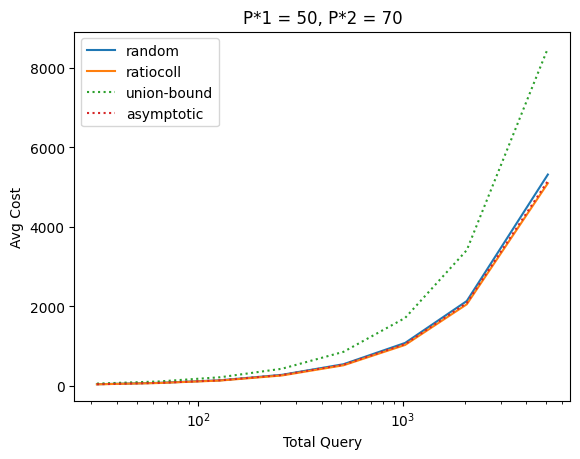 P*1 = 50, P*2 = 70
random
ratiocoll
union-bound
asymptotic
8000
6000
4000
2000
0
Avg Cost
10²
10³
Total Query